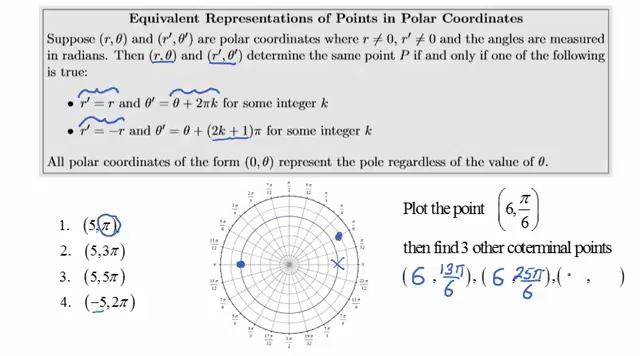 Equivalent Representations of Points in Polar Coordinates
Suppose (r, θ) and (r′, θ′) are polar coordinates where r ≠ 0, r′ ≠ 0 and the angles are measured
in radians. Then (r, θ) and (r′, θ′) determine the same point P if and only if one of the following
is true:
• r′ = r and θ′ = θ + 2πk for some integer k
• r′ = −r and θ′ = θ + (2k + 1)π for some integer k
All polar coordinates of the form (0, θ) represent the pole regardless of the value of θ.
1. (5, π)
2. (5, 3π)
3. (5, 5π)
4. (−5, 2π)
Plot the point (6, π/6)
then find 3 other coterminal points
(6, 13π/6), (6, 25π/6), ( , )